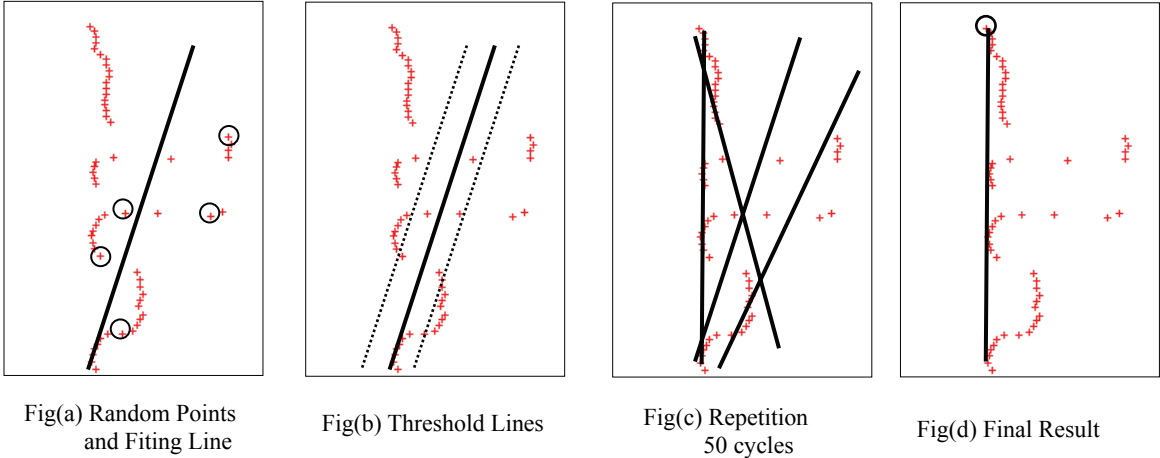 Fig(a) Random Points
and Fiting Line
Fig(b) Threshold Lines
Fig(c) Repetition
50 cycles
Fig(d) Final Result